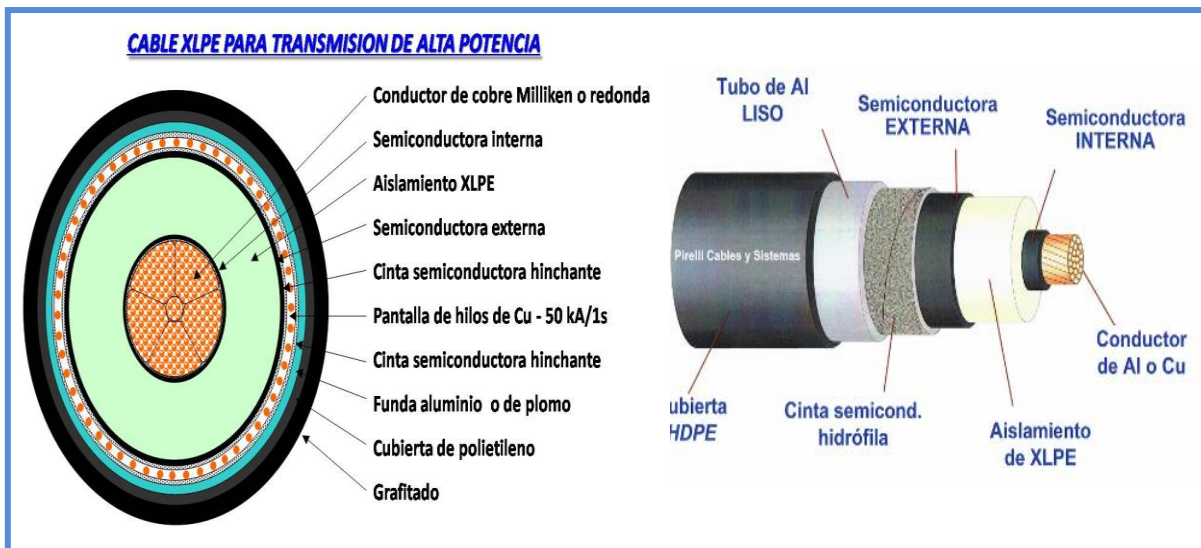 CABLE XLPE PARA TRANSMISION DE ALTA POTENCIA
Conductor de cobre Milliken o redonda
Semiconductora interna
Aislamiento XLPE
Semiconductora externa
Cinta semiconductora hinchante
Pantalla de hilos de Cu - 50 kA/1s
Cinta semiconductora hinchante
Funda aluminio o de plomo
Cubierta de polietileno
Grafitado
Tubo de Al
LISO
Semiconductora
EXTERNA
Semiconductora
INTERNA
Pirelli Cables y Sistemas
Conductor
de Al o Cu
ubierta
HDPE
Cinta semicond.
hidrófila
Aislamiento
de XLPE